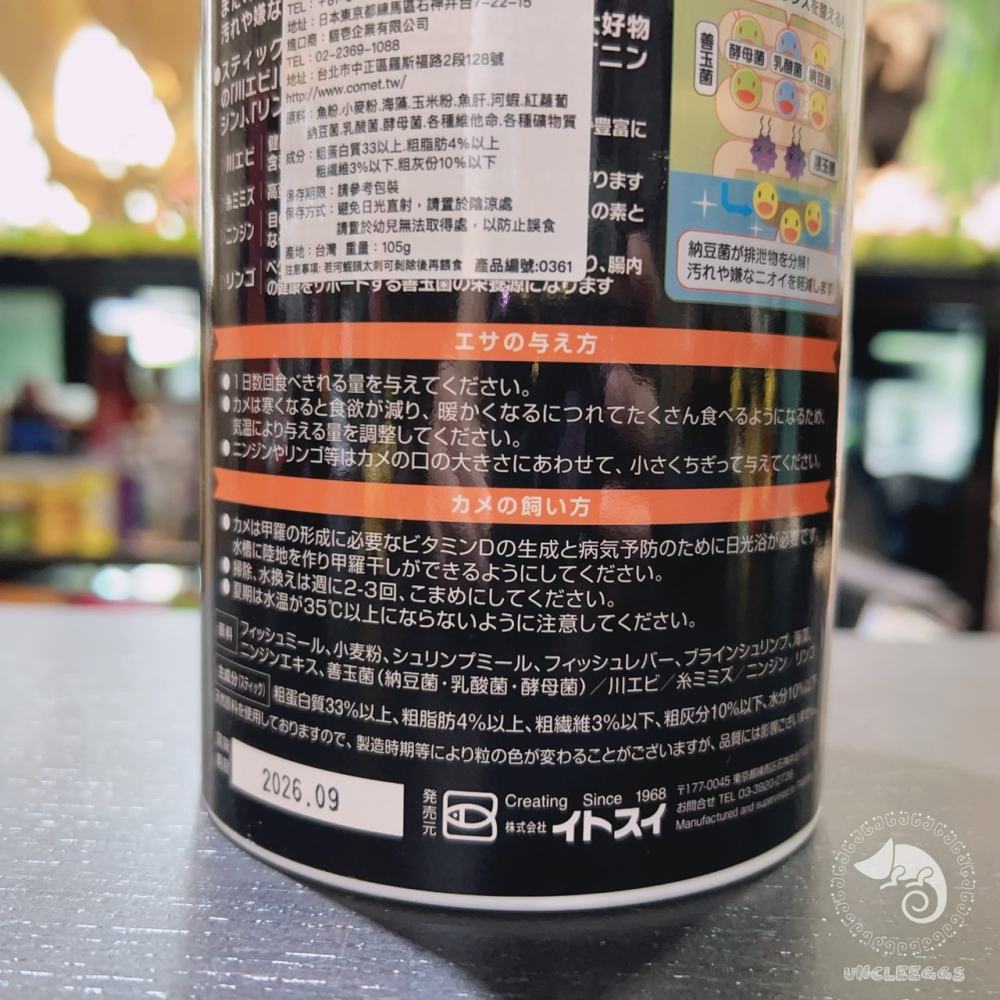 汚れや嫌な
スティック
の「川エビ」
ジン」、「リン
川エビ
糸ミミズ
ニンジン
リンゴ
地址:日本東京都練馬區石神井台7-22-15
進口商:貓壱企業有限公司
TEL:02-2369-1088
地址:台北市中正區羅斯福路2段128號
http://www.comet.tw/
原料:魚粉.小麥粉.海藻.玉米粉.魚肝.河蝦.紅蘿蔔
納豆菌.乳酸菌.酵母菌.各種維他命.各種礦物質
成分:粗蛋白質33以上.粗脂肪4%以上
粗纖維3%以下.粗灰份10%以下
保存期限:請參考包裝
保存方式:避免日光直射,請置於陰涼處
請置於幼兒無法取得處,以防止誤食
產地:台灣 重量:105g
注意事項:若河蝦頭太刺可剝除後再餵食 產品編號:0361
大好物
ニン
豊富に
ります
の素と
り、腸内
の健康をサポートする善玉菌の栄養源になります
善玉菌
酵母菌
乳酸菌
納豆菌
悪玉菌
納豆菌が排泄物を分解!
汚れや嫌なニオイを軽減します!
エサの与え方
●1日数回食べきれる量を与えてください。
●カメは寒くなると食欲が減り、暖かくなるにつれてたくさん食べるようになるため、
気温により与える量を調整してください。
●ニンジンやリンゴ等はカメの口の大きさにあわせて、小さくちぎって与えてください。
カメの飼い方
●カメは甲羅の形成に必要なビタミンDの生成と病気予防のために日光浴が必要です。
水槽に陸地を作り甲羅干しができるようにしてください。
●掃除、水換えは週に2-3回、こまめにしてください。
●夏期は水温が35℃以上にならないように注意してください。
原料 フィッシュミール、小麦粉、シュリンプミール、フィッシュレバー、ブラインシュリンプ、海藻、
ニンジンエキス、善玉菌(納豆菌・乳酸菌・酵母菌)/川エビ/糸ミミズ/ニンジン/リンゴ
主成分(スティック) 粗蛋白質33%以上、粗脂肪4%以上、粗繊維3%以下、粗灰分10%以下、水分10%以下
天然原料を使用しておりますので、製造時期等により粒の色が変わることがございますが、品質には影響ございません。
2026.09
発売元
Creating Since 1968
株式会社イトスイ
〒177-0045 東京都練馬区石神井台
お問合せ TEL 03-3920-2736
Manufactured and supervised in
UNCLEEGGS